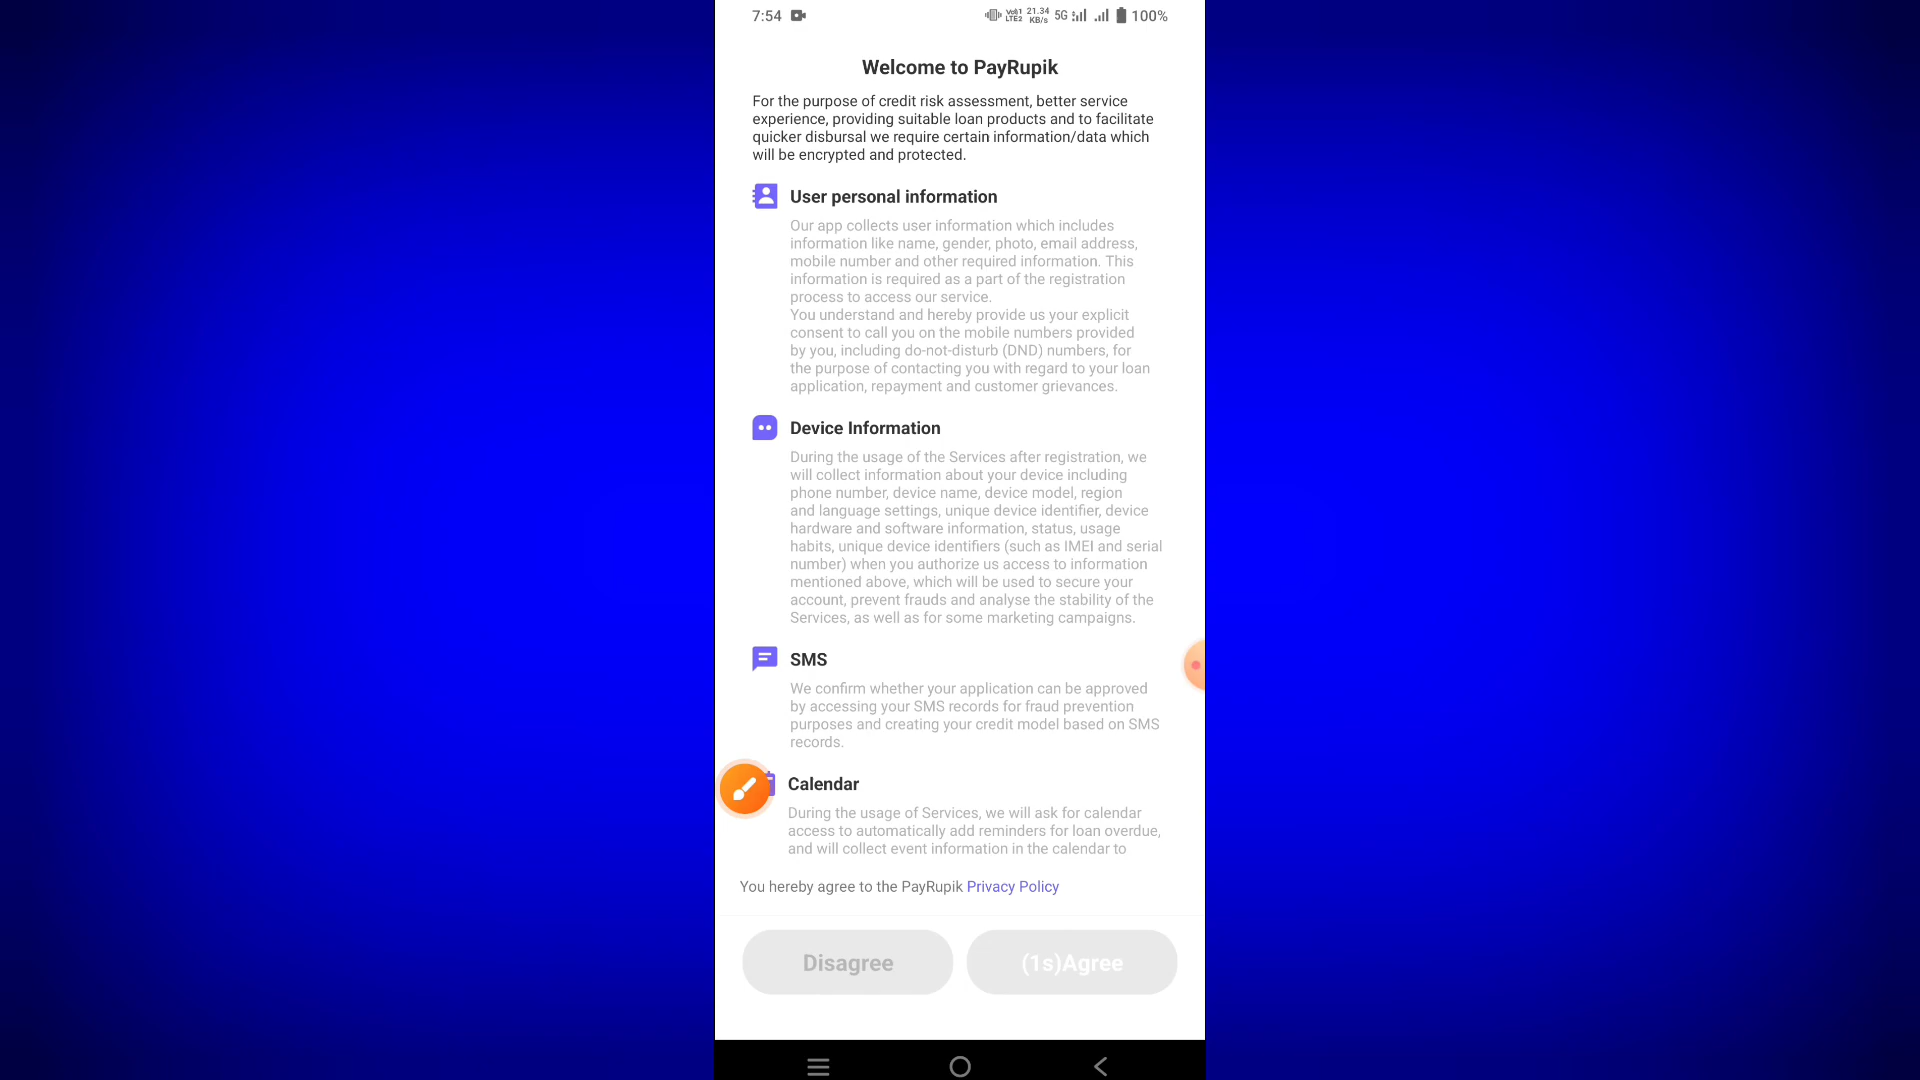 7:54 Vo))1 LTE2 21.34 KB/s 5G 100%
Welcome to PayRupik
For the purpose of credit risk assessment, better service
experience, providing suitable loan products and to facilitate
quicker disbursal we require certain information/data which
will be encrypted and protected.
User personal information
Our app collects user information which includes
information like name, gender, photo, email address,
mobile number and other required information. This
information is required as a part of the registration
process to access our service.
You understand and hereby provide us your explicit
consent to call you on the mobile numbers provided
by you, including do-not-disturb (DND) numbers, for
the purpose of contacting you with regard to your loan
application, repayment and customer grievances.
Device Information
During the usage of the Services after registration, we
will collect information about your device including
phone number, device name, device model, region
and language settings, unique device identifier, device
hardware and software information, status, usage
habits, unique device identifiers (such as IMEI and serial
number) when you authorize us access to information
mentioned above, which will be used to secure your
account, prevent frauds and analyse the stability of the
Services, as well as for some marketing campaigns.
SMS
We confirm whether your application can be approved
by accessing your SMS records for fraud prevention
purposes and creating your credit model based on SMS
records.
Calendar
During the usage of Services, we will ask for calendar
access to automatically add reminders for loan overdue,
and will collect event information in the calendar to
You hereby agree to the PayRupik Privacy Policy
Disagree (1s)Agree